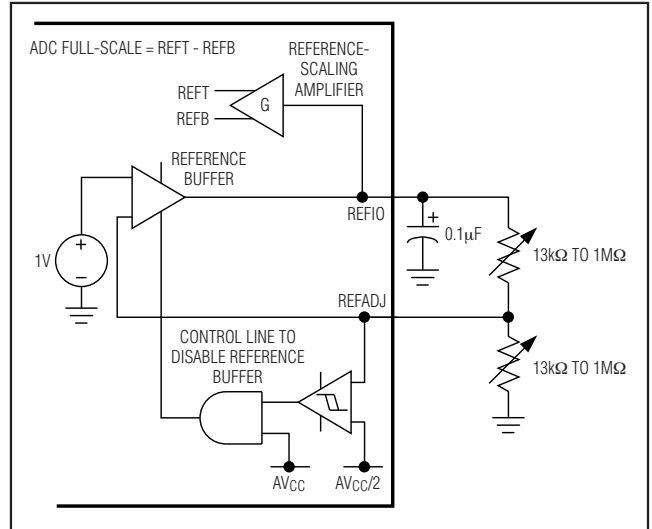 ADC FULL-SCALE = REFT - REFB
REFERENCE-
SCALING
AMPLIFIER
REFT
REFB
G
REFERENCE
BUFFER
REFIO
+
0.1µF
13kΩ TO 1MΩ
1V
+
−
REFADJ
CONTROL LINE TO
DISABLE REFERENCE
BUFFER
13kΩ TO 1MΩ
AVCC
AVCC/2